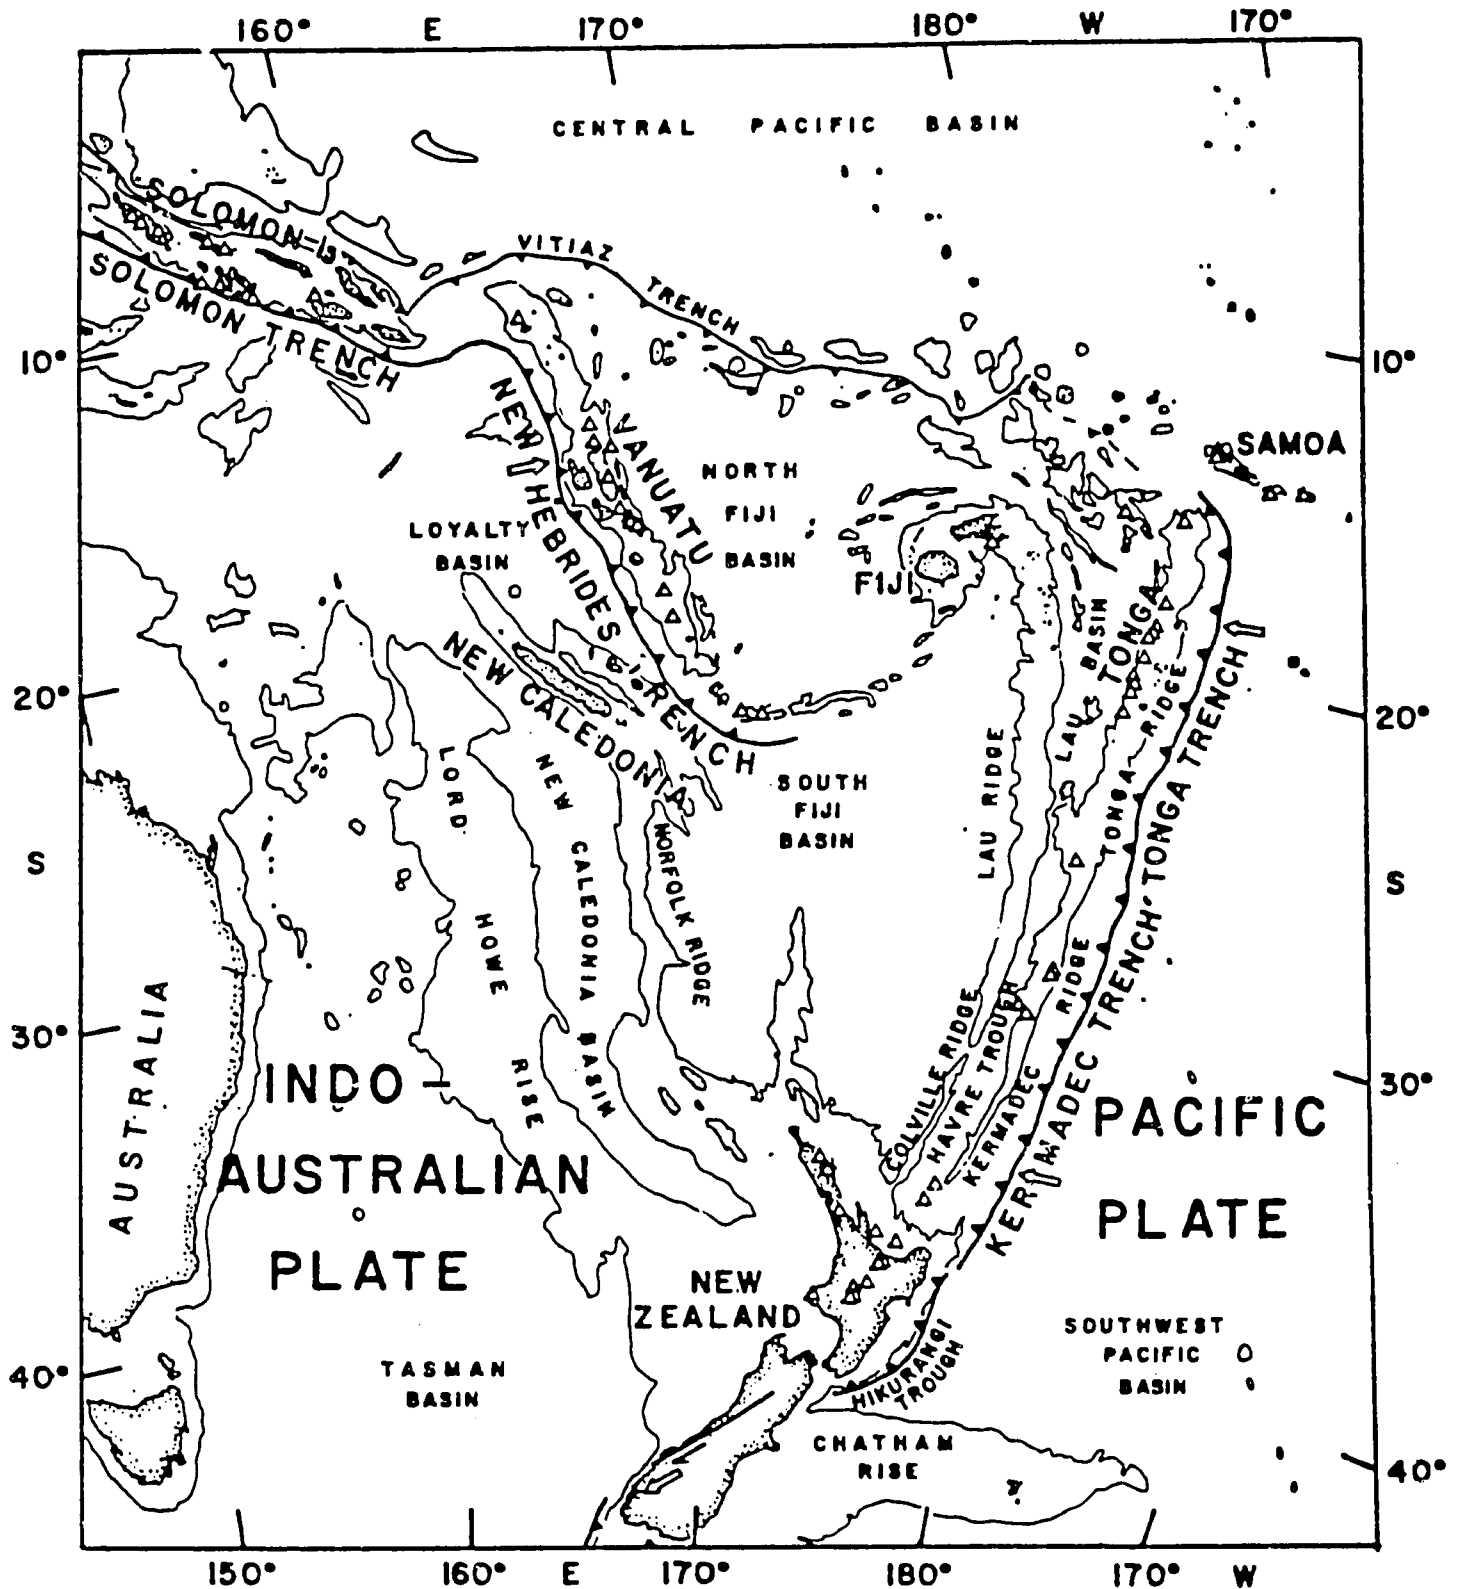 160° E 170° 180° W 170°
CENTRAL PACIFIC BASIN
SOLOMON Is
VITIAZ TRENCH
SOLOMON TRENCH
10° 10°
SAMOA
NEW HEBRIDES TRENCH
VANUATU
NORTH
FIJI
BASIN
LOYALTY
BASIN
FIJI
NEW CALEDONIA
LAU BASIN
TONGA
TONGA RIDGE
TONGA TRENCH
20° 20°
LAU RIDGE
SOUTH
FIJI
BASIN
LORD HOWE RISE
NEW CALEDONIA BASIN
NORFOLK RIDGE
S S
AUSTRALIA
30° 30°
COLVILLE RIDGE
HAVRE TROUGH
KERMADEC RIDGE
KERMADEC TRENCH
INDO-
AUSTRALIAN
PLATE
PACIFIC
PLATE
NEW
ZEALAND
HIKURANGI
TROUGH
SOUTHWEST
PACIFIC
BASIN
TASMAN
BASIN
40° 40°
CHATHAM
RISE
150° 160° E 170° 180° 170° W